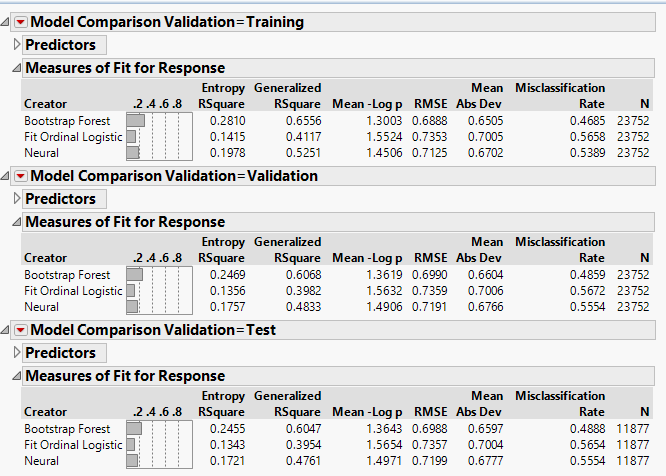 Model Comparison Validation=Training
Predictors
Measures of Fit for Response
Entropy Generalized Mean Misclassification
Creator .2 .4 .6 .8 RSquare RSquare Mean -Log p RMSE Abs Dev Rate N
Bootstrap Forest 0.2810 0.6556 1.3003 0.6888 0.6505 0.4685 23752
Fit Ordinal Logistic 0.1415 0.4117 1.5524 0.7353 0.7005 0.5658 23752
Neural 0.1978 0.5251 1.4506 0.7125 0.6702 0.5389 23752
Model Comparison Validation=Validation
Predictors
Measures of Fit for Response
Entropy Generalized Mean Misclassification
Creator .2 .4 .6 .8 RSquare RSquare Mean -Log p RMSE Abs Dev Rate N
Bootstrap Forest 0.2469 0.6068 1.3619 0.6990 0.6604 0.4859 23752
Fit Ordinal Logistic 0.1356 0.3982 1.5632 0.7359 0.7006 0.5672 23752
Neural 0.1757 0.4833 1.4906 0.7191 0.6766 0.5554 23752
Model Comparison Validation=Test
Predictors
Measures of Fit for Response
Entropy Generalized Mean Misclassification
Creator .2 .4 .6 .8 RSquare RSquare Mean -Log p RMSE Abs Dev Rate N
Bootstrap Forest 0.2455 0.6047 1.3643 0.6988 0.6597 0.4888 11877
Fit Ordinal Logistic 0.1343 0.3954 1.5654 0.7357 0.7004 0.5664 11877
Neural 0.1721 0.4761 1.4971 0.7199 0.6777 0.5554 11877